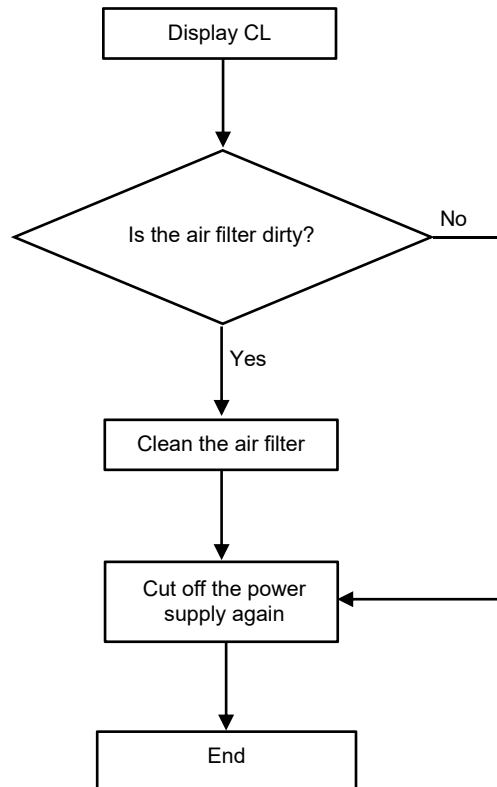 Display CL
Is the air filter dirty?
No
Yes
Clean the air filter
Cut off the power
supply again
End